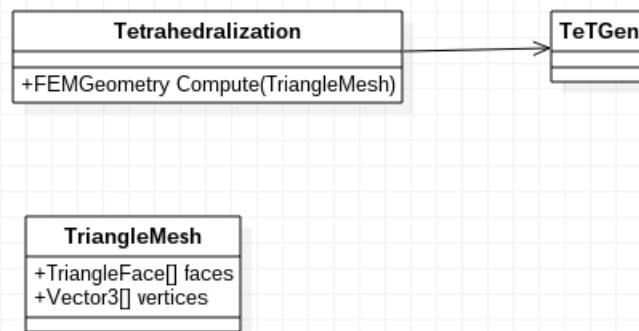 Tetrahedralization
TeTGen
+FEMGeometry Compute(TriangleMesh)
TriangleMesh
+TriangleFace[] faces
+Vector3[] vertices